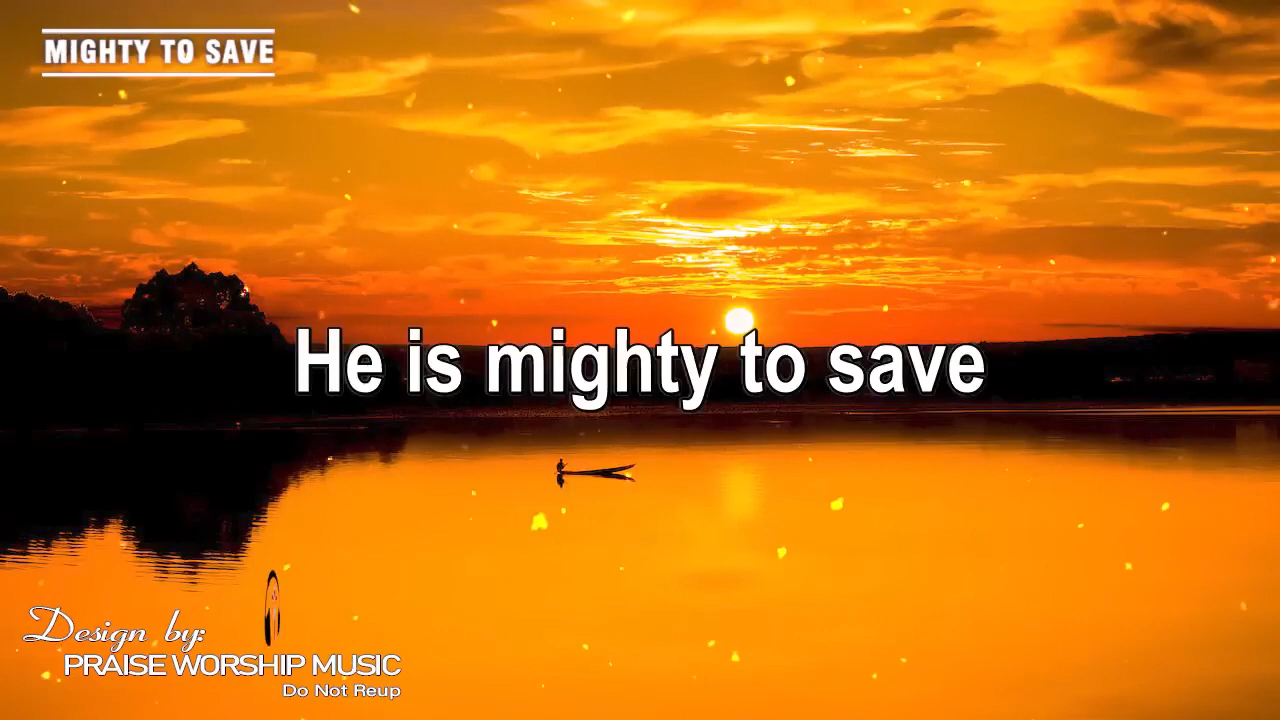 MIGHTY TO SAVE
He is mighty to save
Design by:
PRAISE WORSHIP MUSIC
Do Not Reup